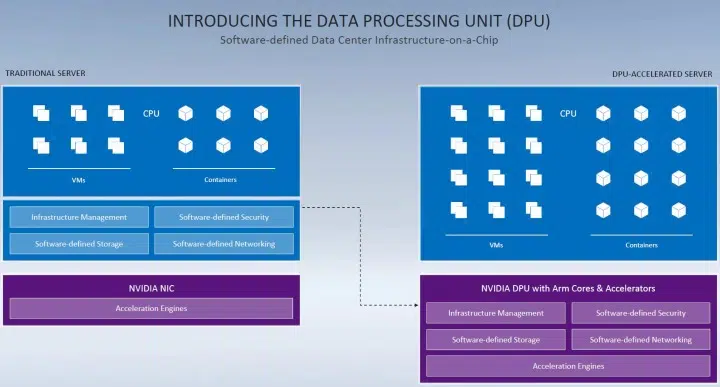 INTRODUCING THE DATA PROCESSING UNIT (DPU)
Software-defined Data Center Infrastructure-on-a-Chip
TRADITIONAL SERVER
CPU
VMs
Containers
Infrastructure Management
Software-defined Security
Software-defined Storage
Software-defined Networking
NVIDIA NIC
Acceleration Engines
DPU-ACCELERATED SERVER
CPU
VMs
Containers
NVIDIA DPU with Arm Cores & Accelerators
Infrastructure Management
Software-defined Security
Software-defined Storage
Software-defined Networking
Acceleration Engines